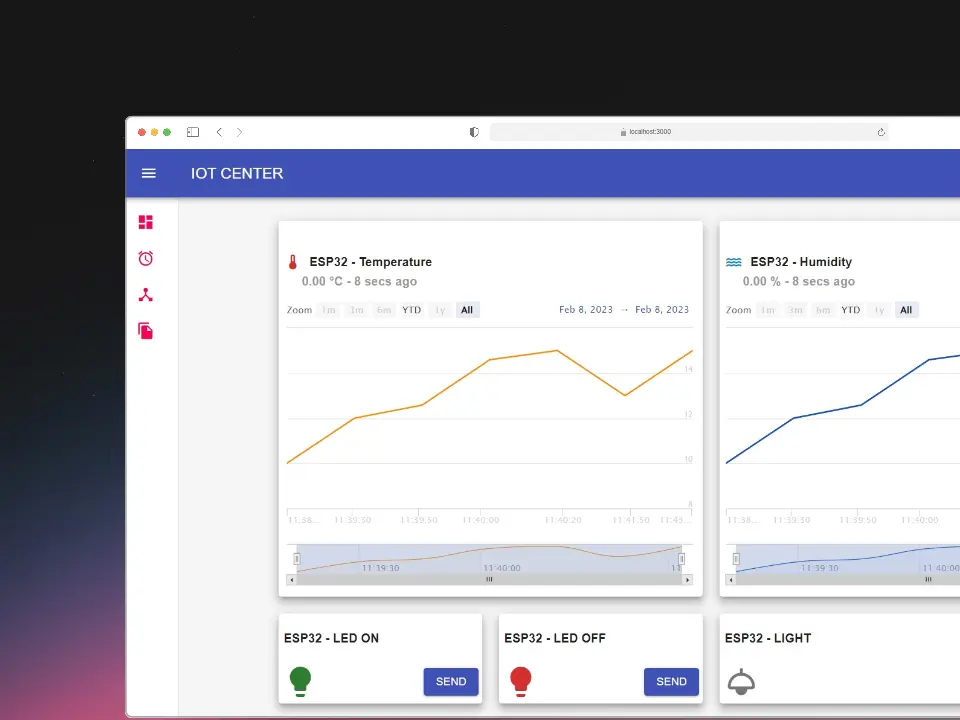 localhost:3000
IOT CENTER
ESP32 - Temperature
0.00 °C - 8 secs ago
Zoom 1m 3m 6m YTD 1y All
Feb 8, 2023 → Feb 8, 2023
14
12
10
8
11:38... 11:39:30 11:39:50 11:40:00 11:40:20 11:41:50 11:45...
11:39:30 11:40:00 11
ESP32 - Humidity
0.00 % - 8 secs ago
Zoom 1m 3m 6m YTD 1y All
11:38... 11:39:30 11:39:50 11:40:00
11:39:30 11:40:00
ESP32 - LED ON
SEND
ESP32 - LED OFF
SEND
ESP32 - LIGHT